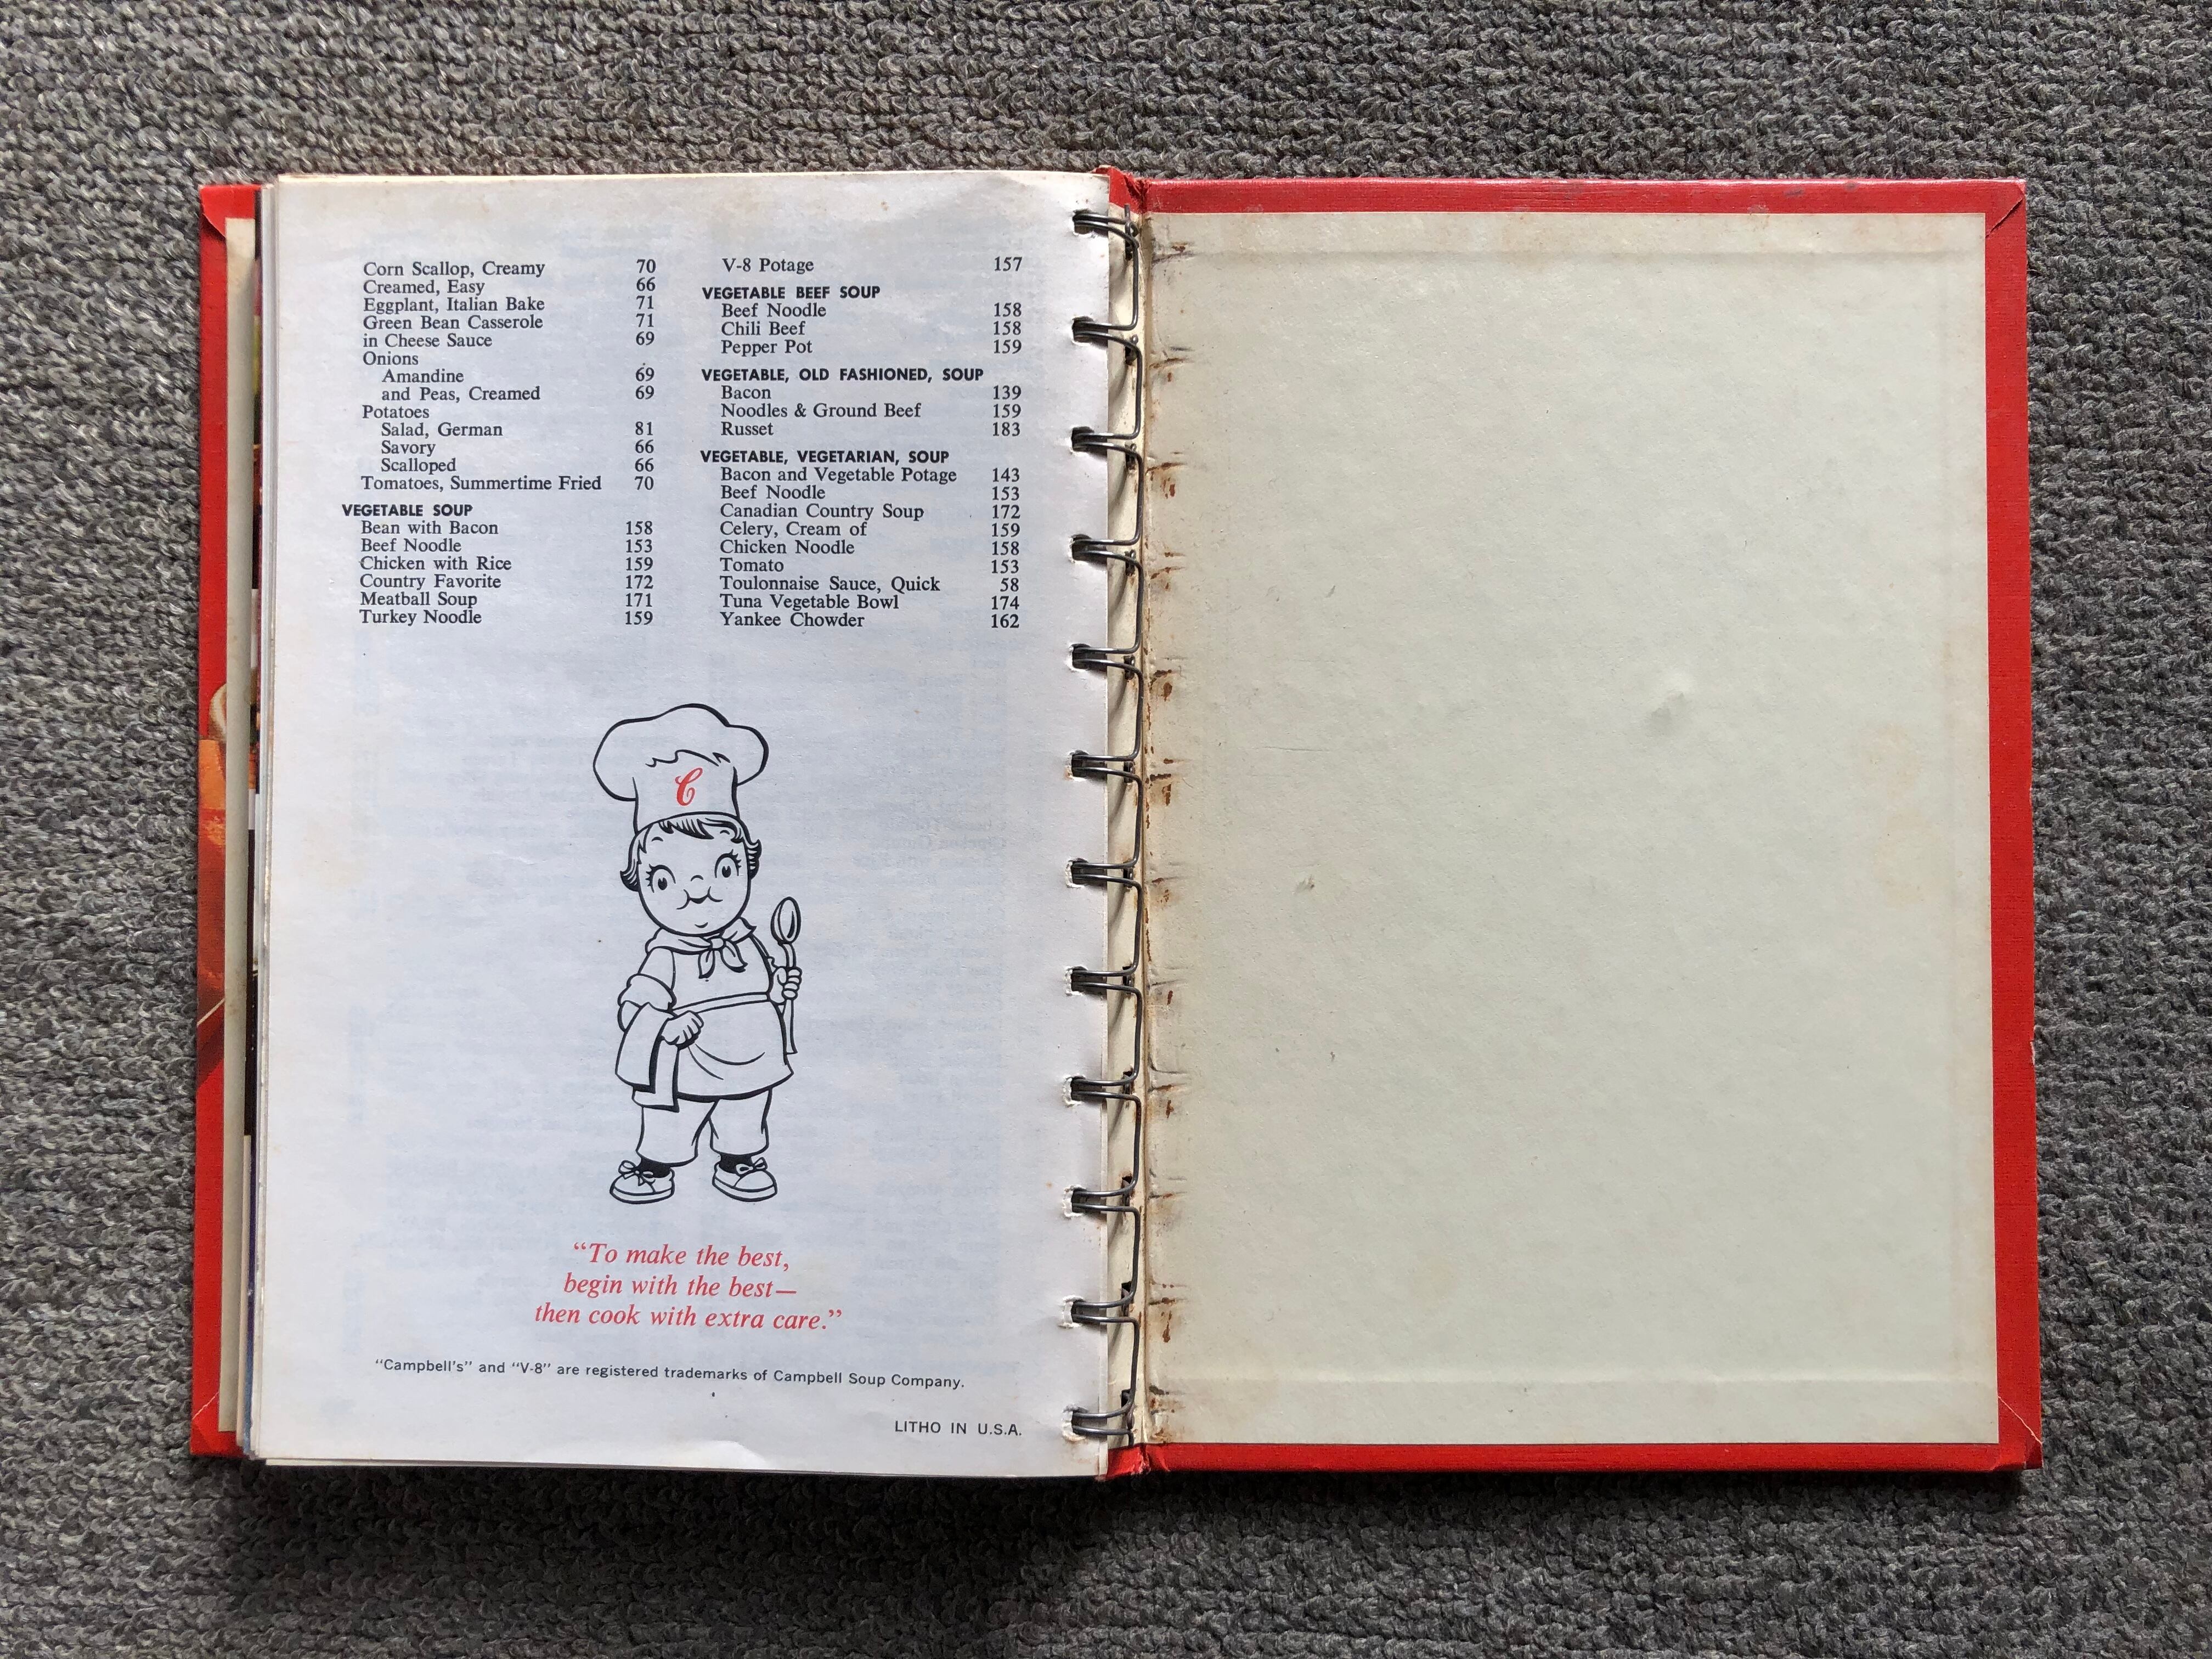 Corn Scallop, Creamy 70
Creamed, Easy 66
Eggplant, Italian Bake 71
Green Bean Casserole 71
in Cheese Sauce 69
Onions
Amandine 69
and Peas, Creamed 69
Potatoes
Salad, German 81
Savory 66
Scalloped 66
Tomatoes, Summertime Fried 70
VEGETABLE SOUP
Bean with Bacon 158
Beef Noodle 153
Chicken with Rice 159
Country Favorite 172
Meatball Soup 171
Turkey Noodle 159
V-8 Potage 157
VEGETABLE BEEF SOUP
Beef Noodle 158
Chili Beef 158
Pepper Pot 159
VEGETABLE, OLD FASHIONED, SOUP
Bacon 139
Noodles & Ground Beef 159
Russet 183
VEGETABLE, VEGETARIAN, SOUP
Bacon and Vegetable Potage 143
Beef Noodle 153
Canadian Country Soup 172
Celery, Cream of 159
Chicken Noodle 158
Tomato 153
Toulonnaise Sauce, Quick 58
Tuna Vegetable Bowl 174
Yankee Chowder 162
C
“To make the best,
begin with the best—
then cook with extra care.”
“Campbell's” and “V-8” are registered trademarks of Campbell Soup Company.
LITHO IN U.S.A.